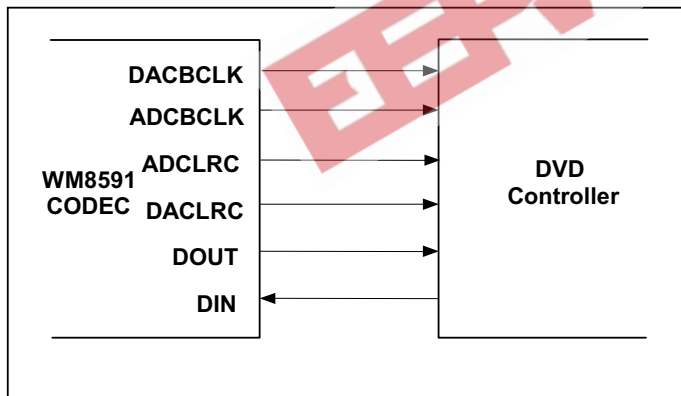 DACBCLK
ADCBCLK
ADCLRC
WM8591
CODEC
DACLRC
DOUT
DIN
DVD
Controller